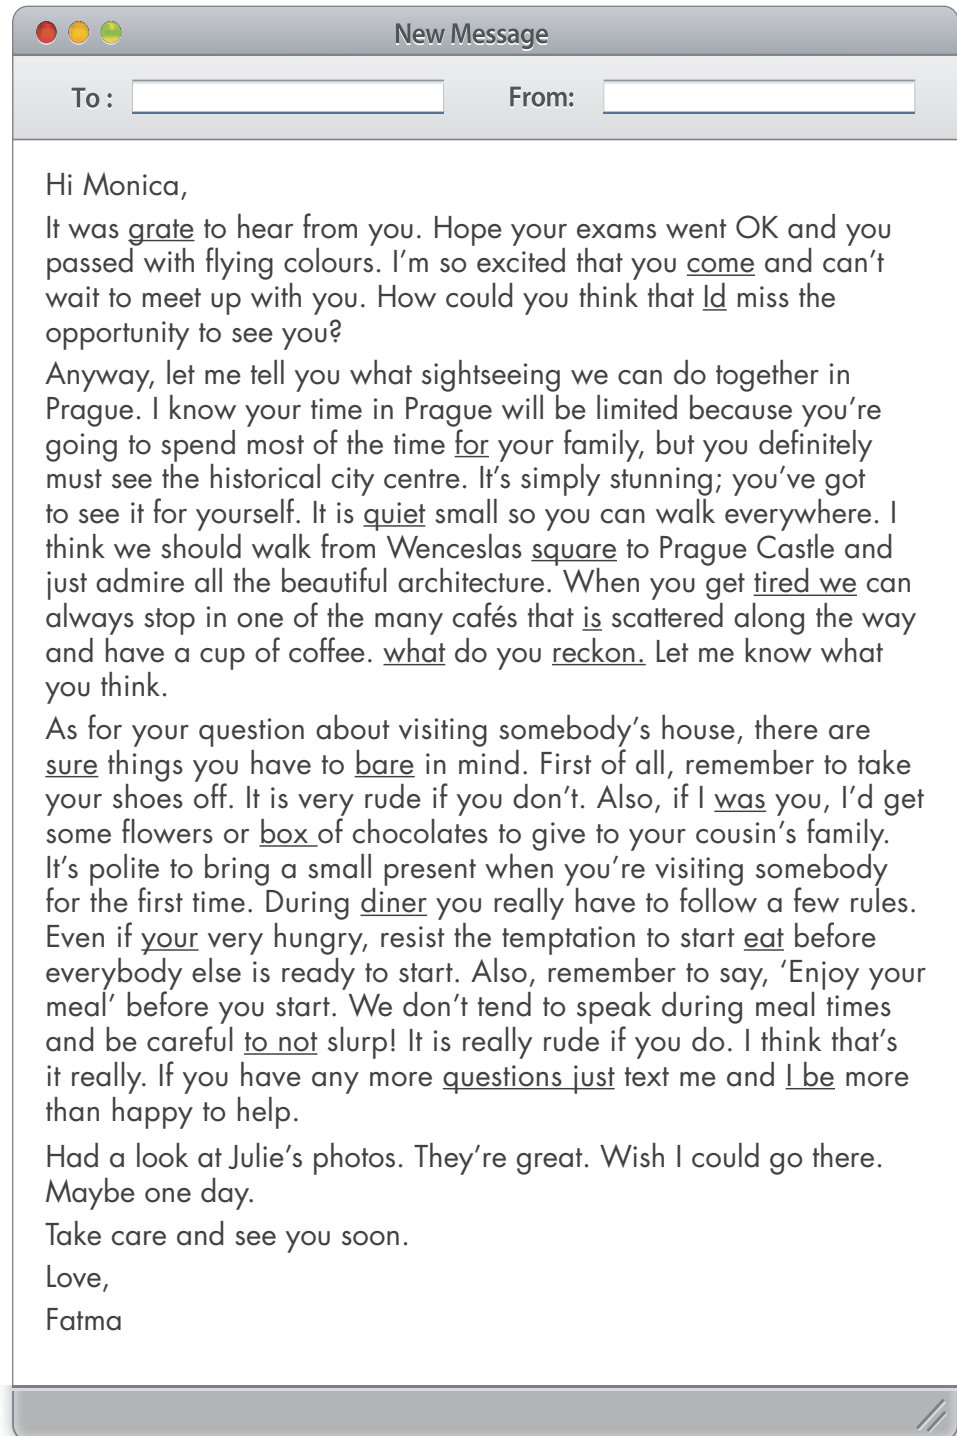 New Message
To : From:
Hi Monica,
It was grate to hear from you. Hope your exams went OK and you
passed with flying colours. I'm so excited that you come and can't
wait to meet up with you. How could you think that Id miss the
opportunity to see you?
Anyway, let me tell you what sightseeing we can do together in
Prague. I know your time in Prague will be limited because you're
going to spend most of the time for your family, but you definitely
must see the historical city centre. It's simply stunning; you've got
to see it for yourself. It is quiet small so you can walk everywhere. I
think we should walk from Wenceslas square to Prague Castle and
just admire all the beautiful architecture. When you get tired we can
always stop in one of the many cafés that is scattered along the way
and have a cup of coffee. what do you reckon. Let me know what
you think.
As for your question about visiting somebody's house, there are
sure things you have to bare in mind. First of all, remember to take
your shoes off. It is very rude if you don't. Also, if I was you, I'd get
some flowers or box of chocolates to give to your cousin's family.
It's polite to bring a small present when you're visiting somebody
for the first time. During diner you really have to follow a few rules.
Even if your very hungry, resist the temptation to start eat before
everybody else is ready to start. Also, remember to say, 'Enjoy your
meal' before you start. We don't tend to speak during meal times
and be careful to not slurp! It is really rude if you do. I think that's
it really. If you have any more questions just text me and I be more
than happy to help.
Had a look at Julie's photos. They're great. Wish I could go there.
Maybe one day.
Take care and see you soon.
Love,
Fatma